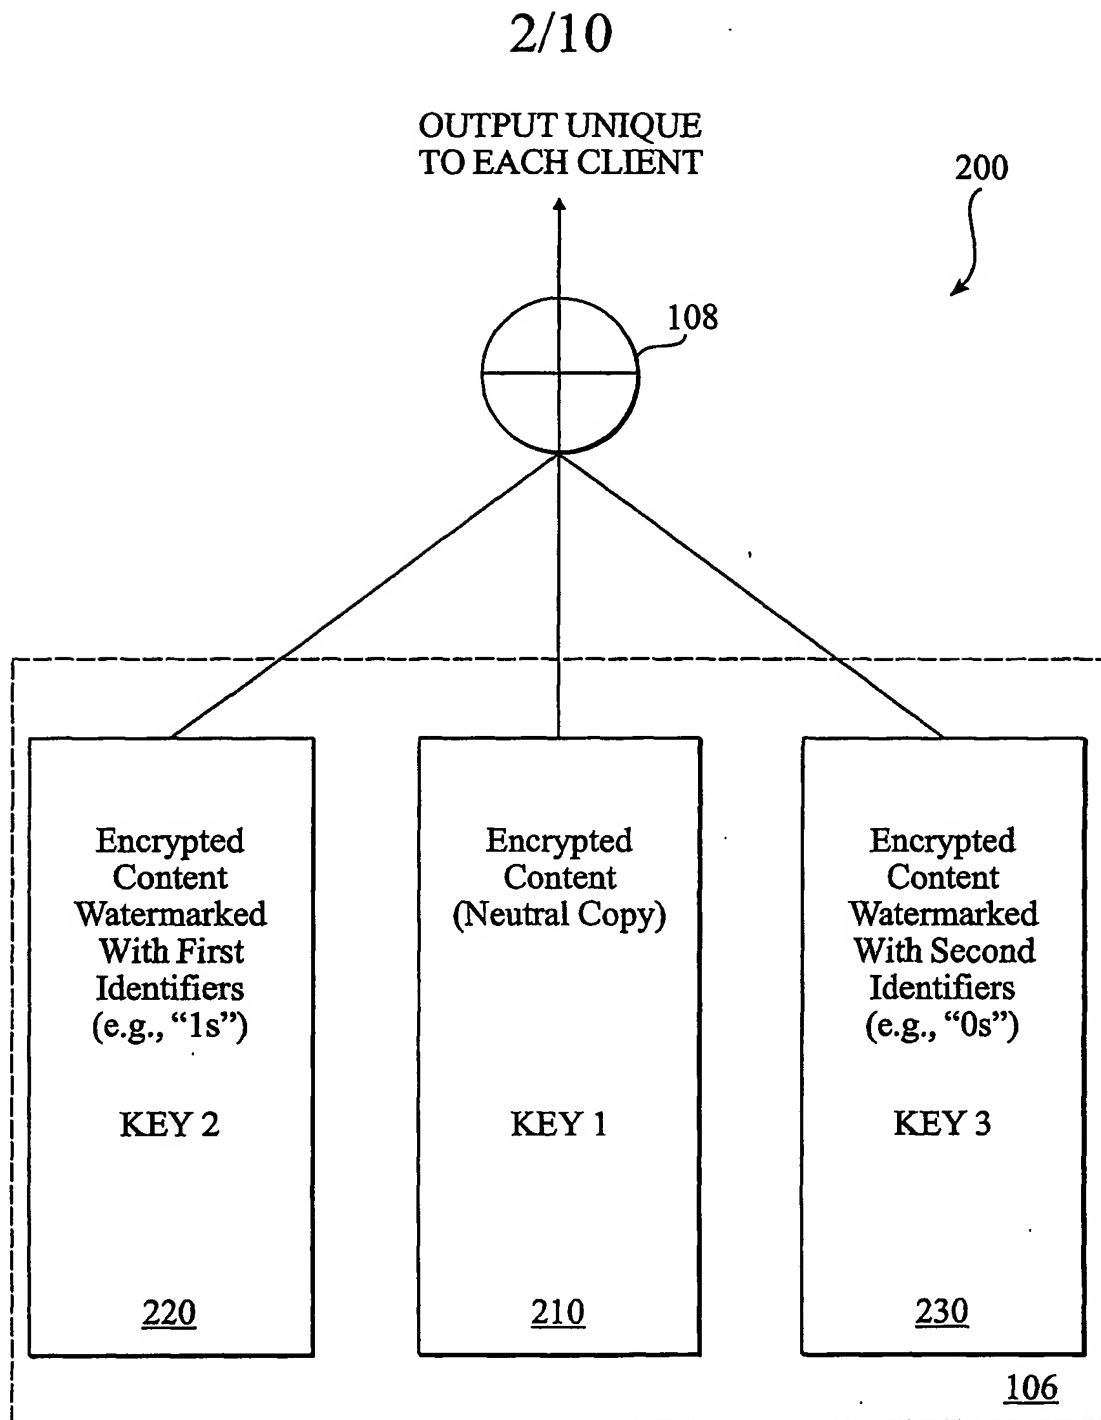 2/10
OUTPUT UNIQUE
TO EACH CLIENT
200
108
Encrypted
Content
Watermarked
With First
Identifiers
(e.g., “1s”)
KEY 2
220
Encrypted
Content
(Neutral Copy)
KEY 1
210
Encrypted
Content
Watermarked
With Second
Identifiers
(e.g., “0s”)
KEY 3
230
106